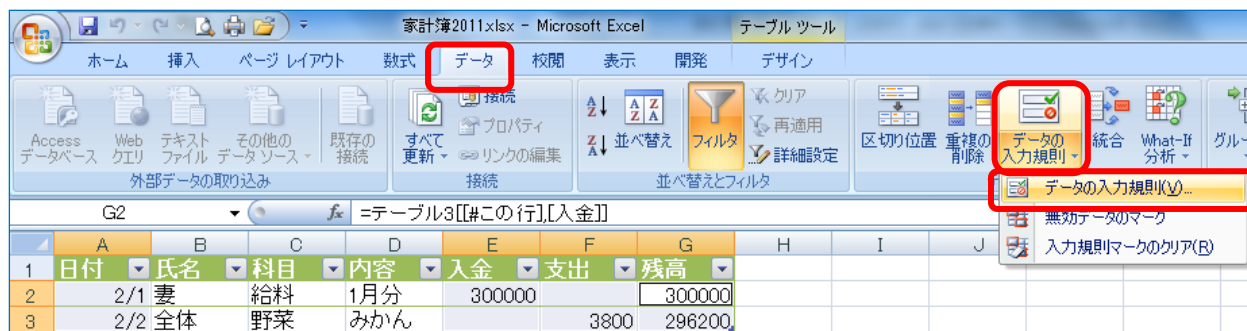 家計簿2011.xlsx - Microsoft Excel
テーブル ツール
ホーム 挿入 ページ レイアウト 数式 データ 校閲 表示 開発 デザイン
Access データベース
Web クエリ
テキスト ファイル
その他の データ ソース
既存の 接続
外部データの取り込み
すべて 更新
接続
プロパティ
リンクの編集
接続
並べ替え
フィルタ
クリア
再適用
詳細設定
並べ替えとフィルタ
区切り位置
重複の 削除
データの 入力規則
統合
What-If 分析
グルー
データの入力規則(V)...
無効データのマーク
入力規則マークのクリア(R)
G2 fx =テーブル3[[#この行],[入金]]
A B C D E F G H I J
1 日付 氏名 科目 内容 入金 支出 残高
2 2/1 妻 給料 1月分 300000 300000
3 2/2 全体 野菜 みかん 3800 296200